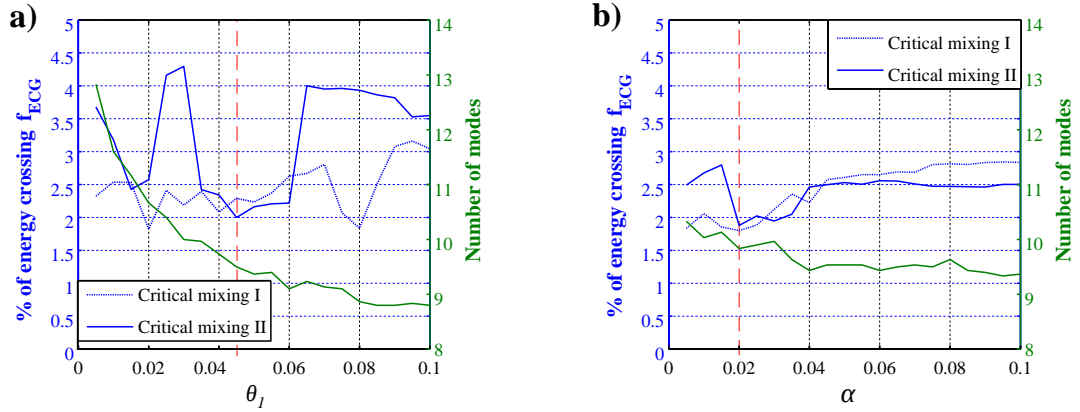 a)
% of energy crossing f_ECG
5
4.5
4
3.5
3
2.5
2
1.5
1
0.5
0
14
13
12
11
10
9
8
Number of modes
Critical mixing I
Critical mixing II
0 0.02 0.04 0.06 0.08 0.1
θ_1
b)
% of energy crossing f_ECG
5
4.5
4
3.5
3
2.5
2
1.5
1
0.5
0
Critical mixing I
Critical mixing II
14
13
12
11
10
9
8
Number of modes
0 0.02 0.04 0.06 0.08 0.1
α